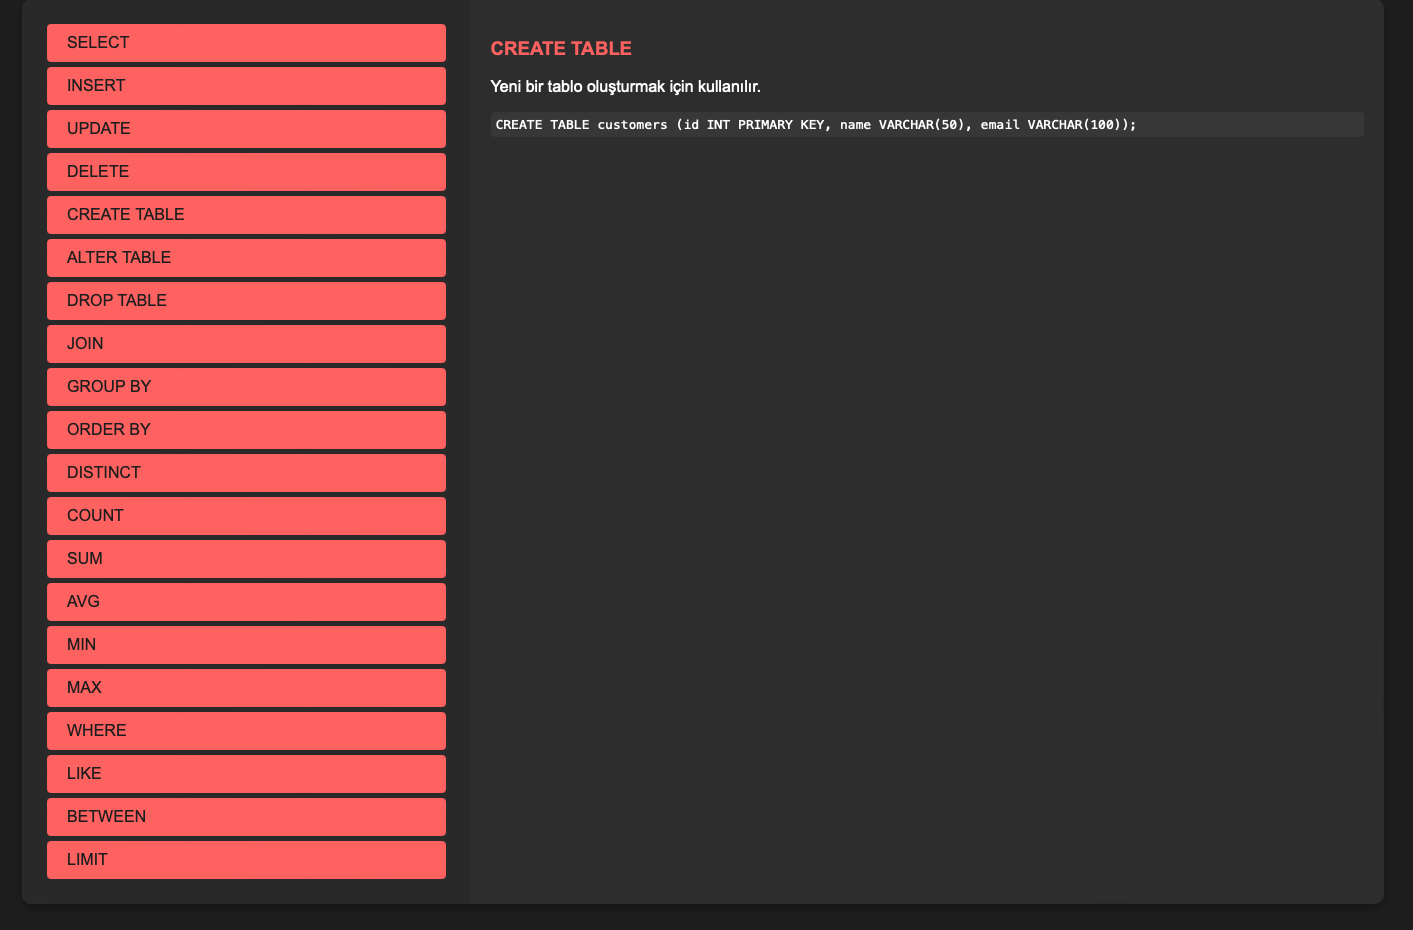 SELECT
INSERT
UPDATE
DELETE
CREATE TABLE
ALTER TABLE
DROP TABLE
JOIN
GROUP BY
ORDER BY
DISTINCT
COUNT
SUM
AVG
MIN
MAX
WHERE
LIKE
BETWEEN
LIMIT
CREATE TABLE
Yeni bir tablo oluşturmak için kullanılır.
CREATE TABLE customers (id INT PRIMARY KEY, name VARCHAR(50), email VARCHAR(100));